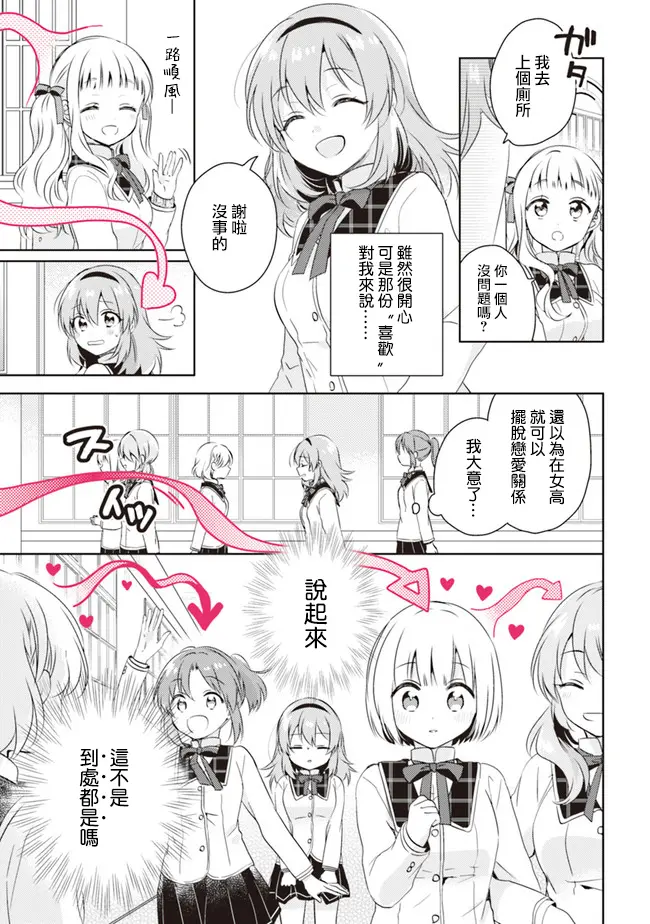 ガタ
我去
上個廁所
你一個人
沒問題嗎？
謝啦
沒事的
雖然很開心
可是那份“喜歡”
對我來說……
一路順風—
還以為在女高
就可以
擺脫戀愛關係
我大意了…
スイーッ
說起來
這不是
到處都是嗎